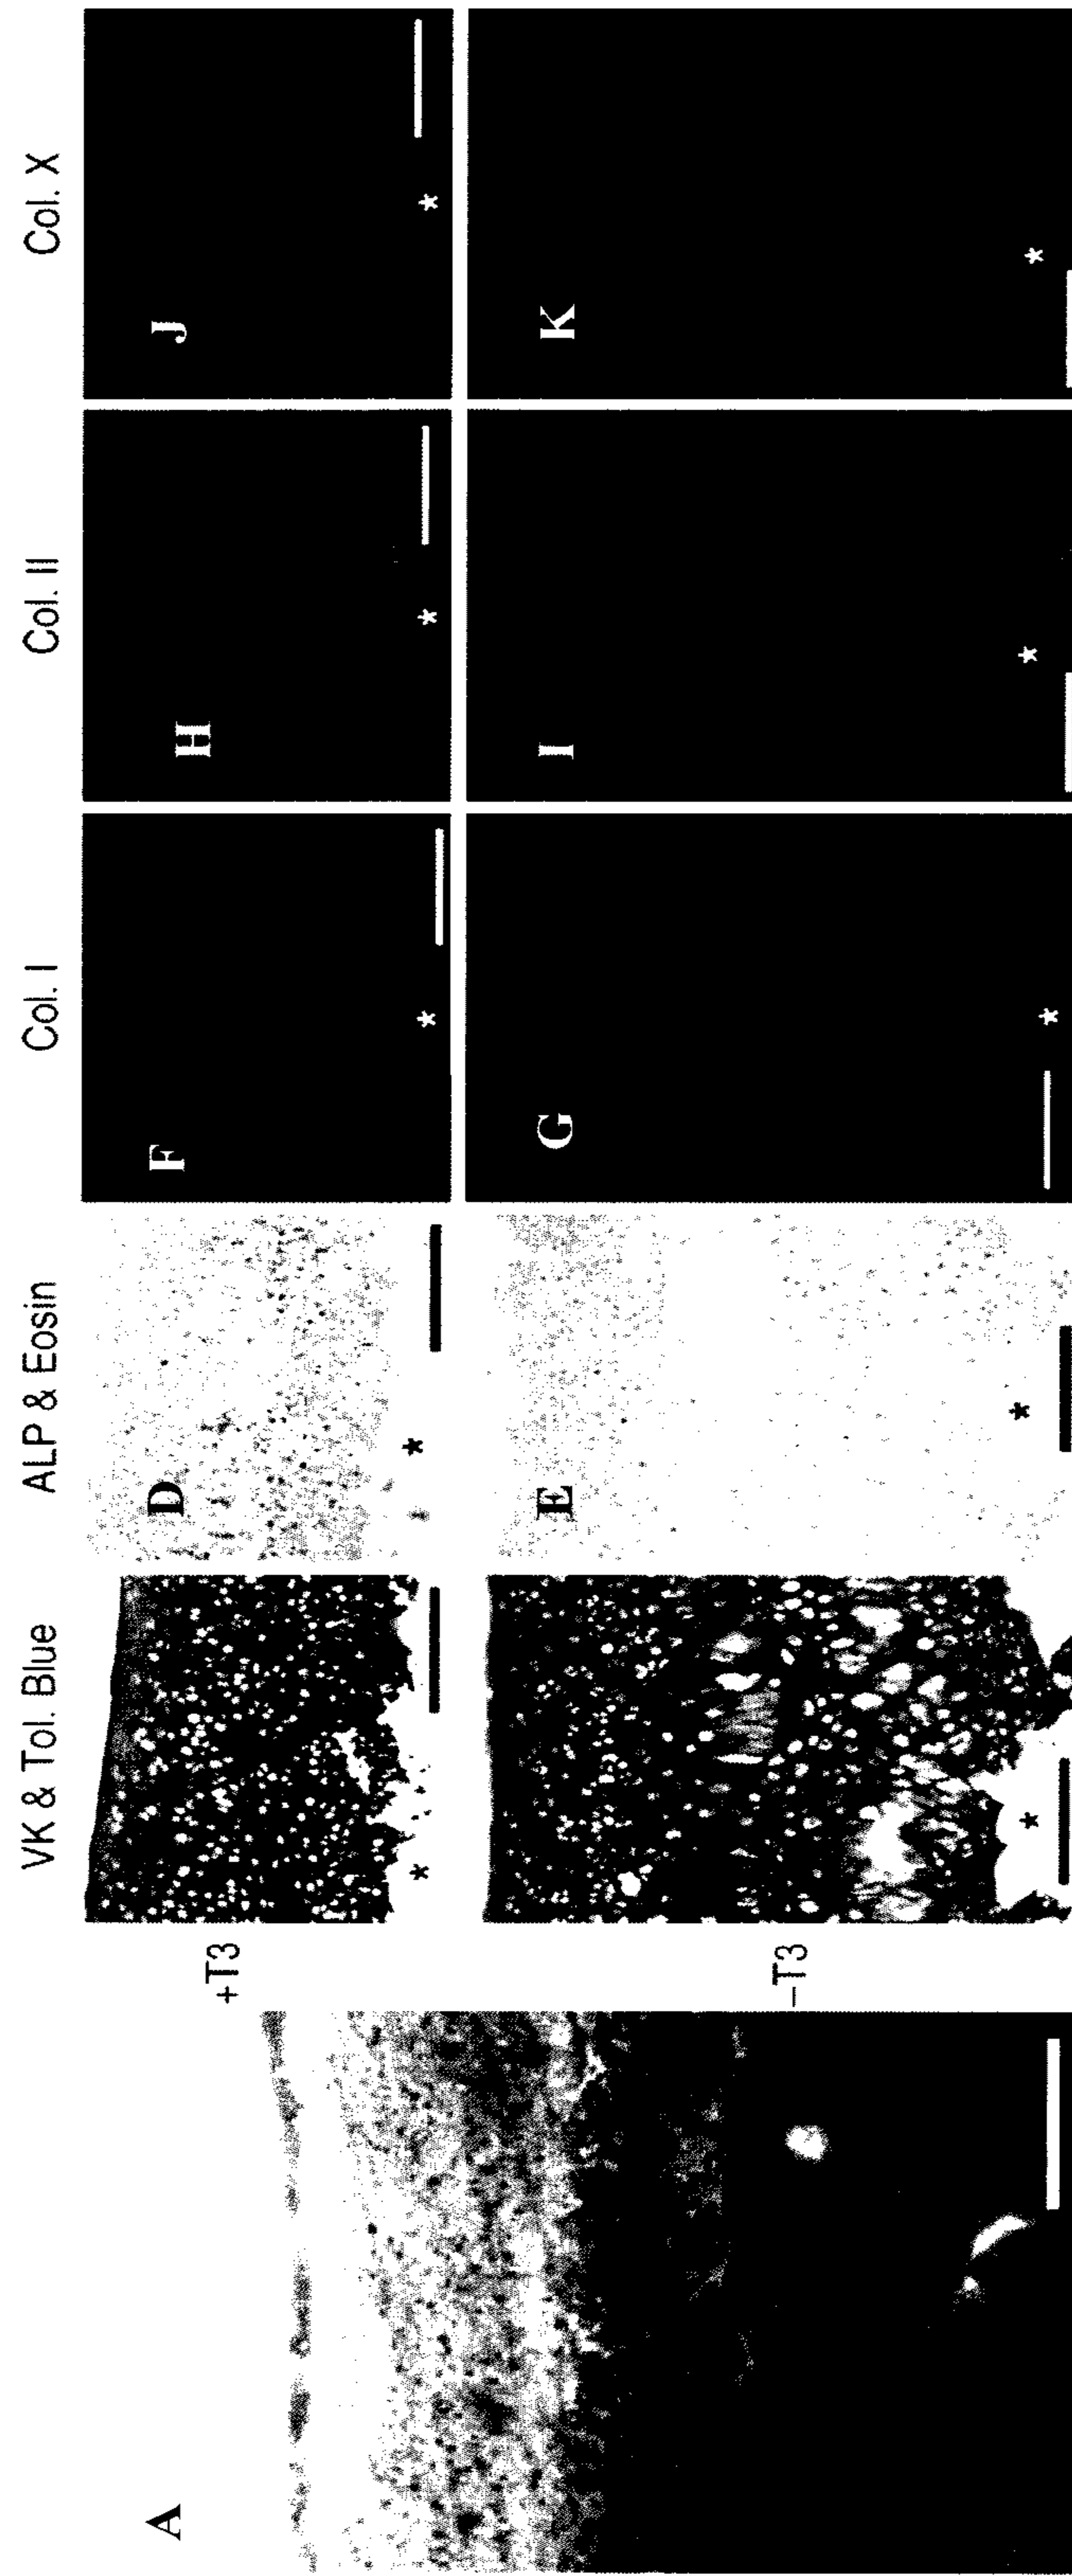 VK & Tol. Blue
ALP & Eosin
Col. I
Col. II
Col. X
A
+T3
D
F
H
J
–T3
E
G
I
K